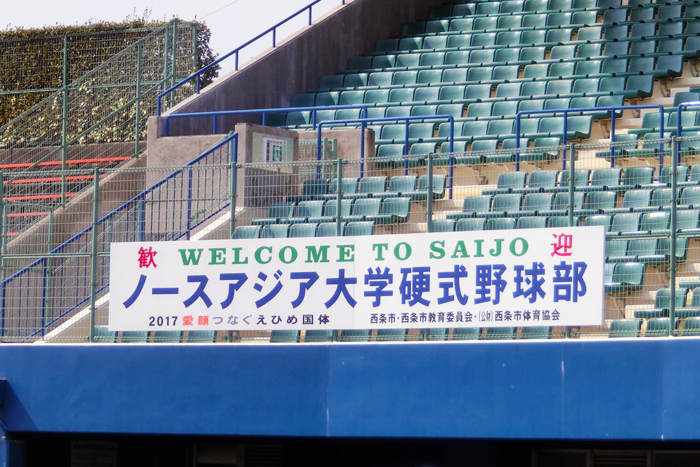 歓 WELCOME TO SAIJO 迎
ノースアジア大学硬式野球部
2017 愛顔つなぐえひめ国体 西条市・西条市教育委員会・(公財)西条市体育協会